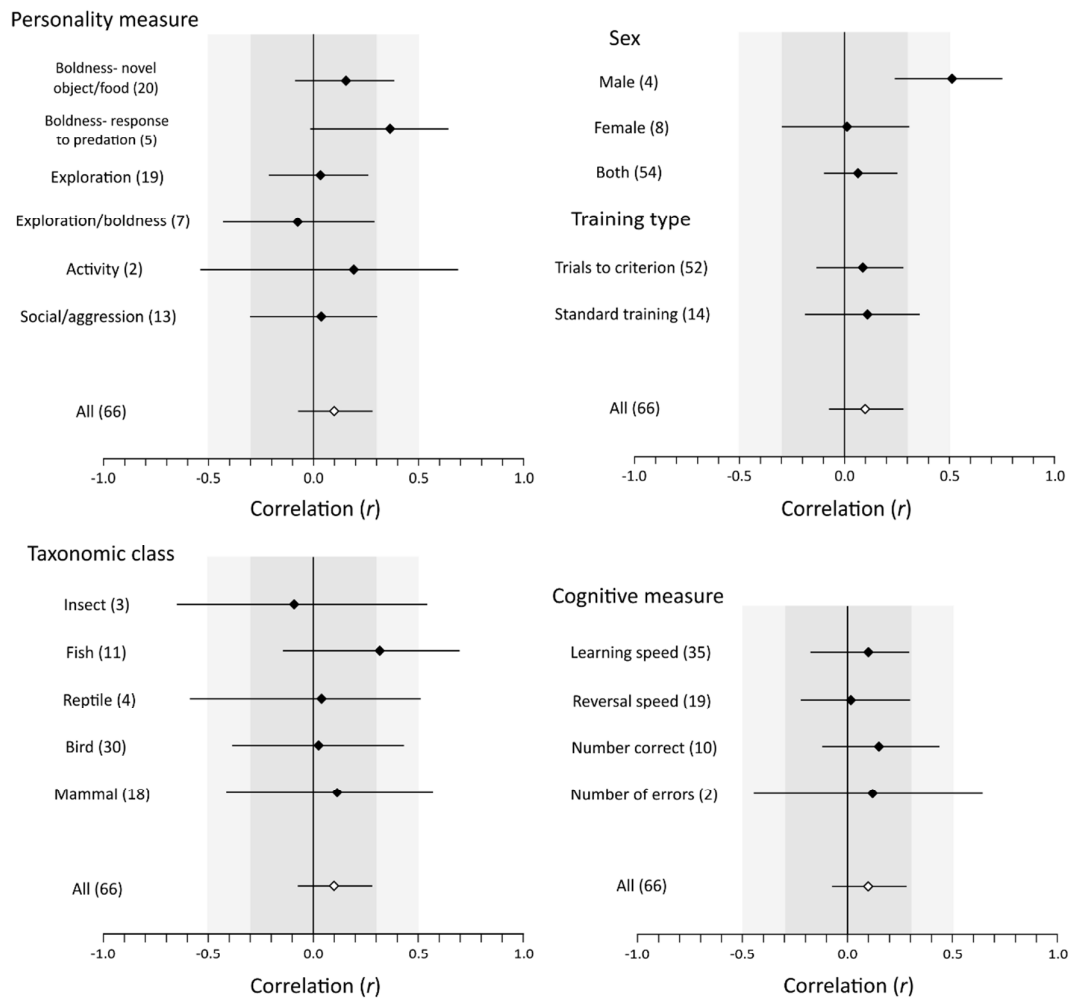 Personality measure
Boldness- novel
object/food (20)
Boldness- response
to predation (5)
Exploration (19)
Exploration/boldness (7)
Activity (2)
Social/aggression (13)
All (66)
-1.0 -0.5 0.0 0.5 1.0
Correlation (r)
Sex
Male (4)
Female (8)
Both (54)
Training type
Trials to criterion (52)
Standard training (14)
All (66)
-1.0 -0.5 0.0 0.5 1.0
Correlation (r)
Taxonomic class
Insect (3)
Fish (11)
Reptile (4)
Bird (30)
Mammal (18)
All (66)
-1.0 -0.5 0.0 0.5 1.0
Correlation (r)
Cognitive measure
Learning speed (35)
Reversal speed (19)
Number correct (10)
Number of errors (2)
All (66)
-1.0 -0.5 0.0 0.5 1.0
Correlation (r)